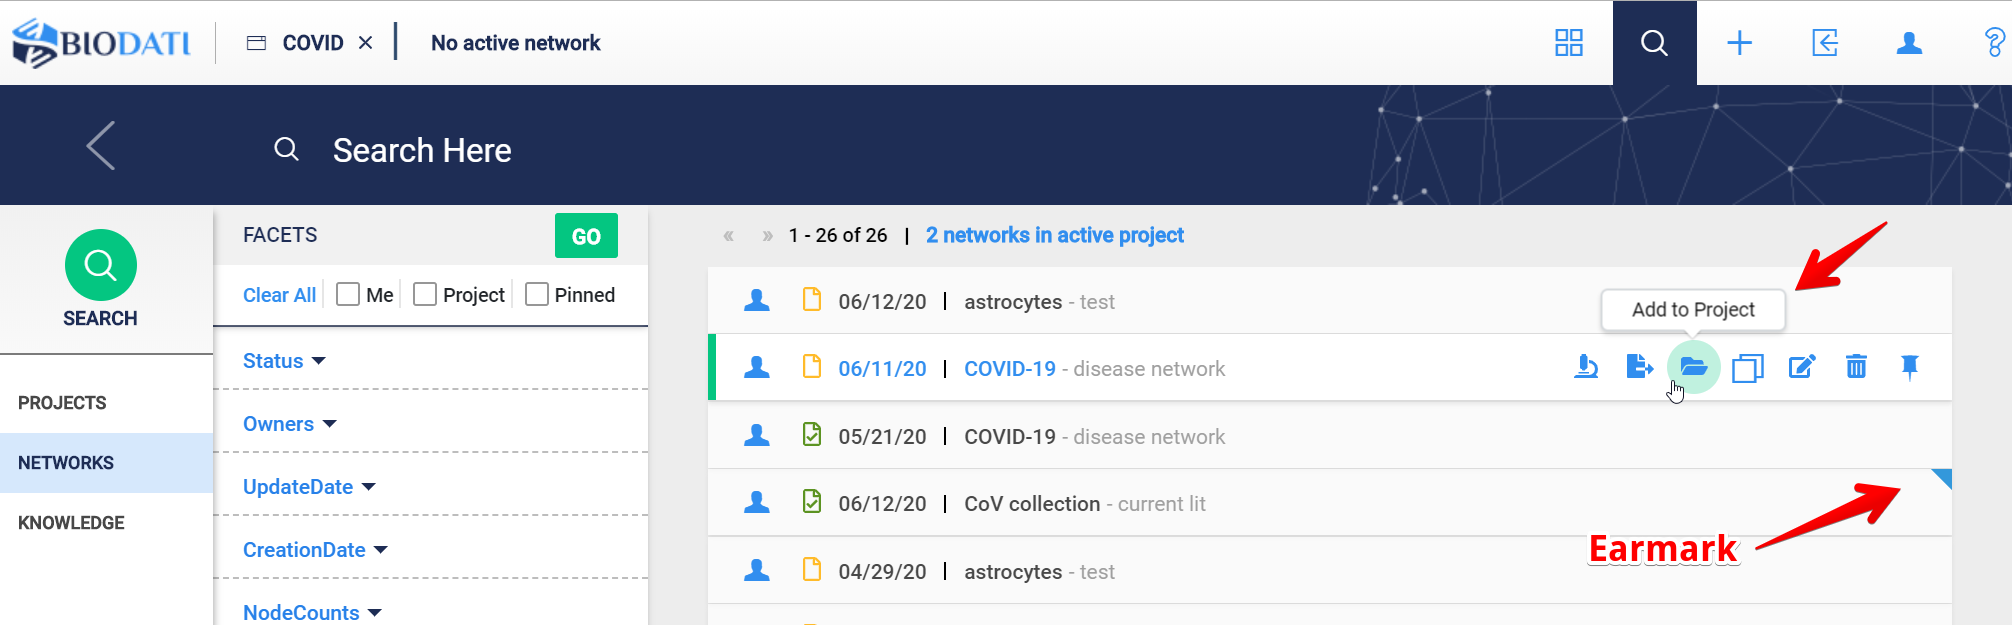 BIODATI
COVID × No active network
Search Here
SEARCH
PROJECTS
NETWORKS
KNOWLEDGE
FACETS GO
Clear All Me Project Pinned
Status
Owners
UpdateDate
CreationDate
NodeCounts
« » 1 - 26 of 26 | 2 networks in active project
06/12/20 | astrocytes - test
Add to Project
06/11/20 | COVID-19 - disease network
05/21/20 | COVID-19 - disease network
06/12/20 | CoV collection - current lit
Earmark
04/29/20 | astrocytes - test